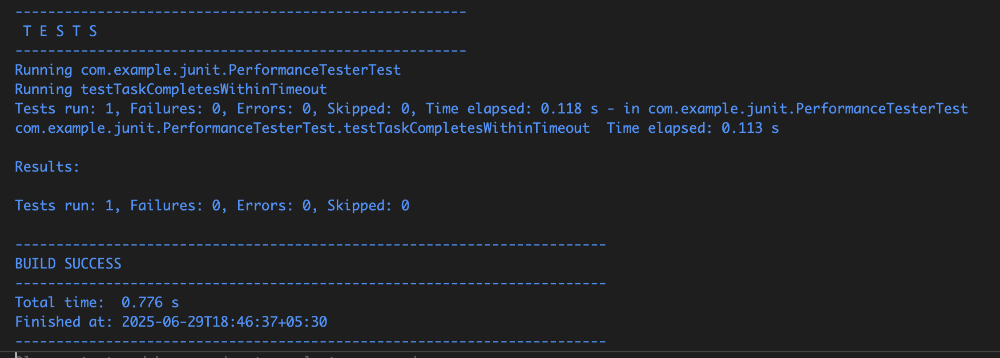 -------------------------------------------------------
 T E S T S
-------------------------------------------------------
Running com.example.junit.PerformanceTesterTest
Running testTaskCompletesWithinTimeout
Tests run: 1, Failures: 0, Errors: 0, Skipped: 0, Time elapsed: 0.118 s - in com.example.junit.PerformanceTesterTest
com.example.junit.PerformanceTesterTest.testTaskCompletesWithinTimeout  Time elapsed: 0.113 s

Results:

Tests run: 1, Failures: 0, Errors: 0, Skipped: 0

------------------------------------------------------------------------
BUILD SUCCESS
------------------------------------------------------------------------
Total time:  0.776 s
Finished at: 2025-06-29T18:46:37+05:30
------------------------------------------------------------------------